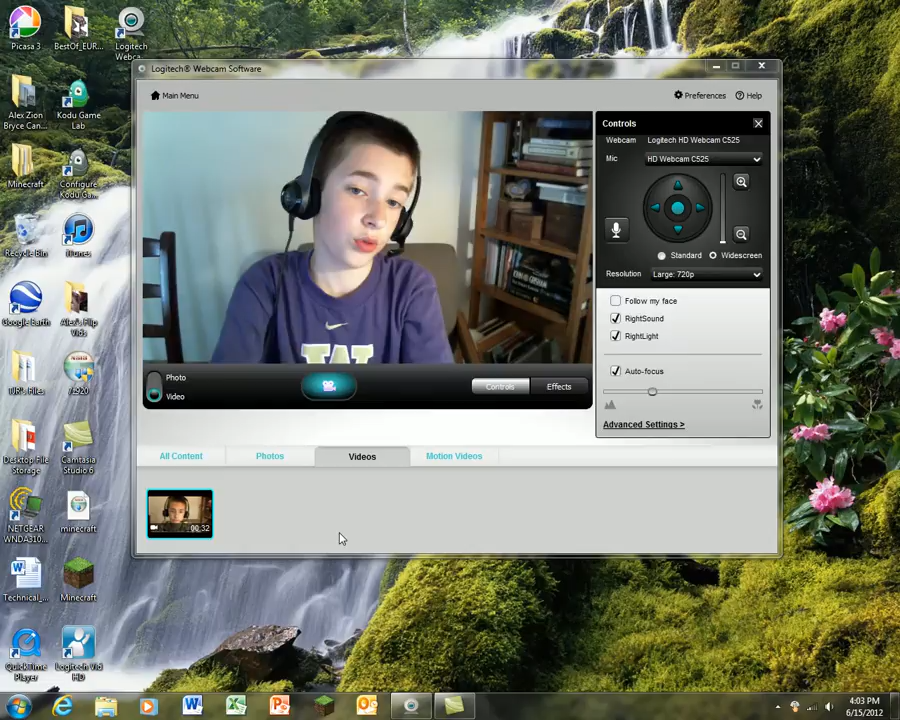 Picasa 3
BestOf_EUR...
Logitech
Webca...
Alex Zion
Bryce Can...
Kodu Game
Lab
Minecraft
Configure
Kodu Ga...
Recycle Bin
iTunes
Google Earth
Alex's Flip
Vids
Desktop File
Storage
Camtasia
Studio 6
NETGEAR
WNDA310...
minecraft
Technical_...
Minecraft
QuickTime
Player
Logitech Vid
HD
Logitech® Webcam Software
Main Menu
Preferences
Help
Controls
Webcam Logitech HD Webcam C525
Mic HD Webcam C525
Standard Widescreen
Resolution Large: 720p
Follow my face
RightSound
RightLight
Auto-focus
Advanced Settings >
Photo
Video
Controls
Effects
All Content
Photos
Videos
Motion Videos
00:32
4:03 PM
6/15/2012